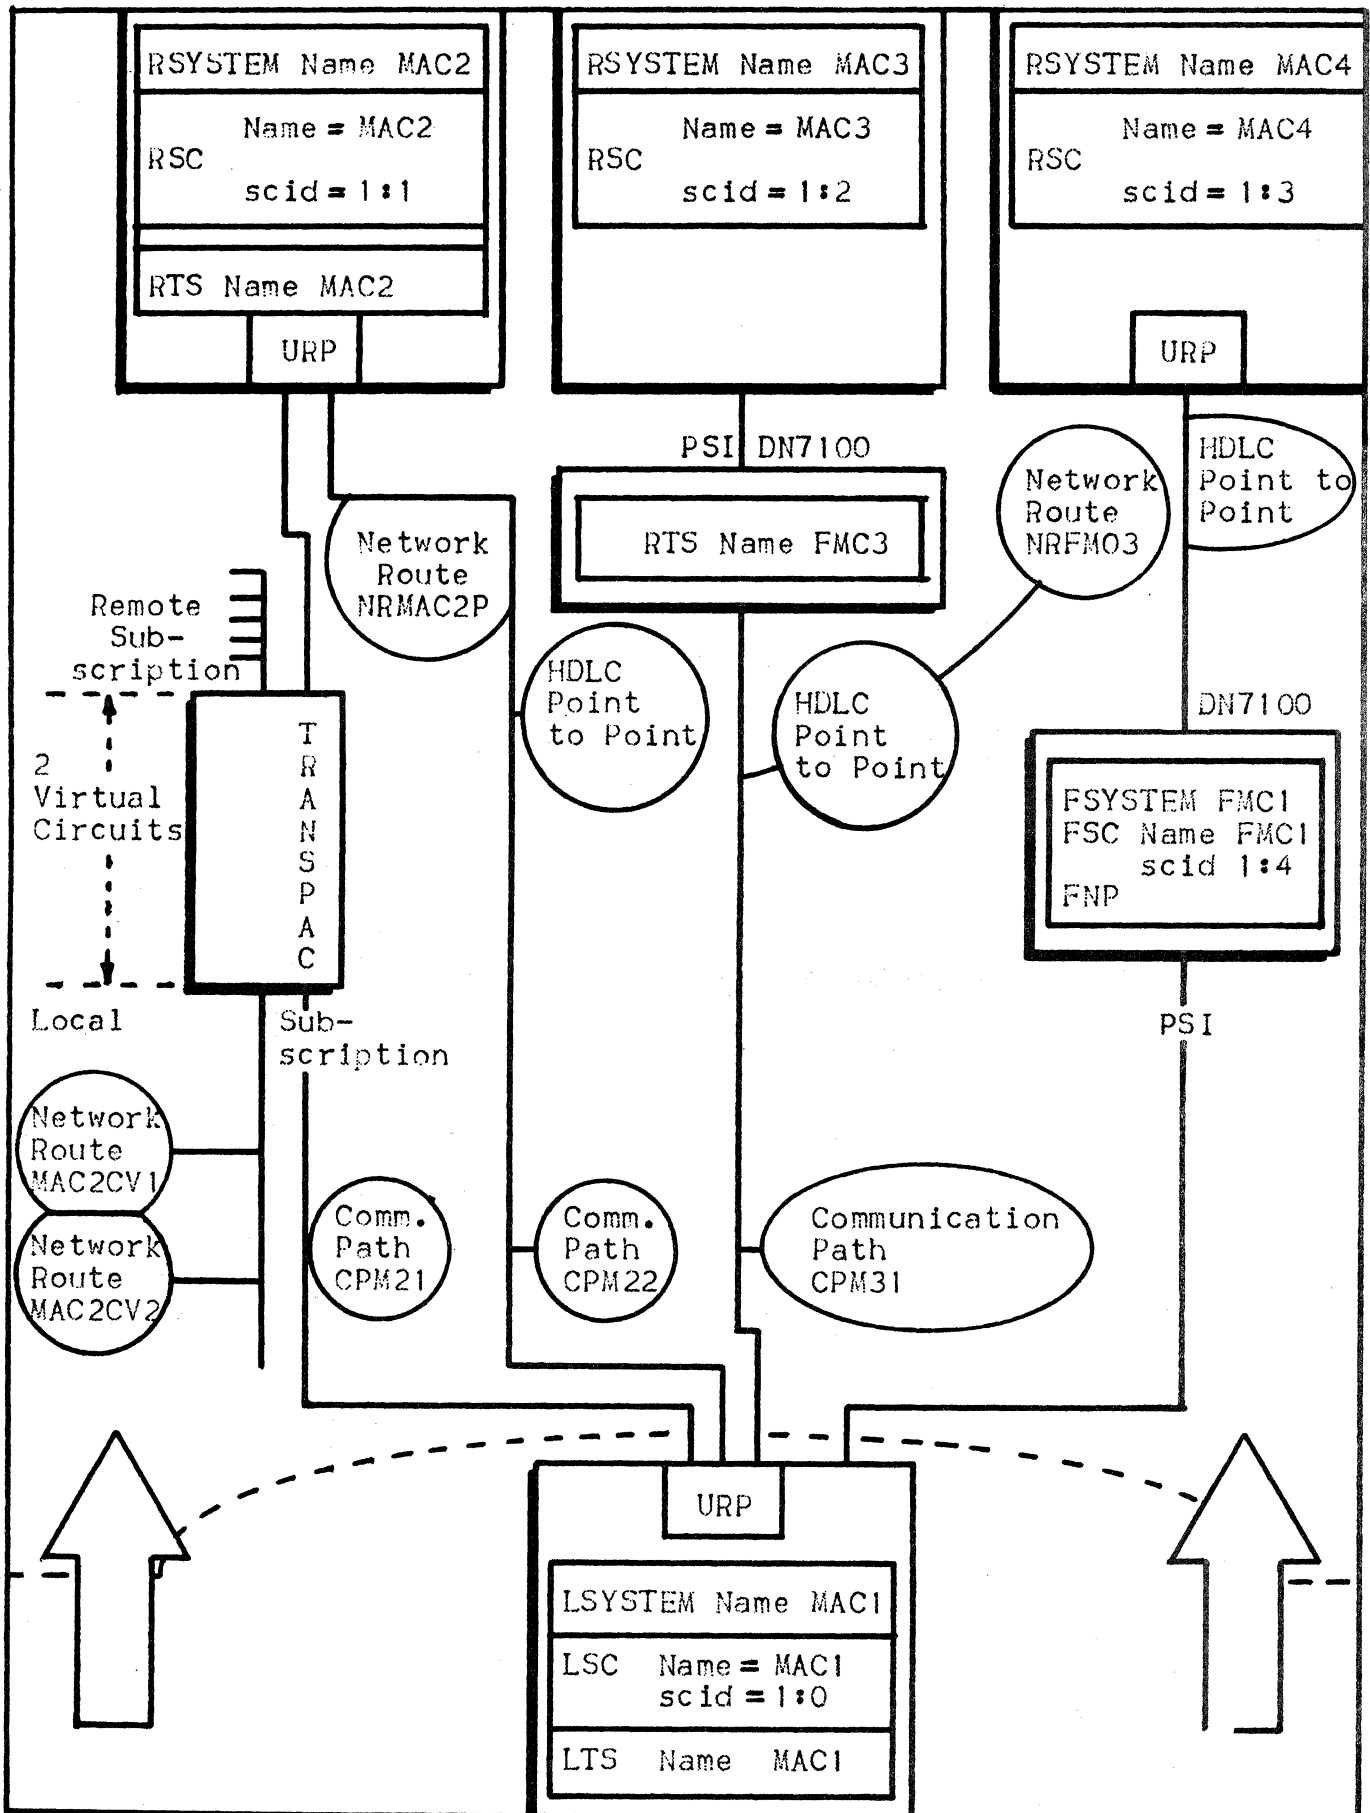 RSYSTEM Name MAC2
Name = MAC2
RSC
scid = 1:1
RTS Name MAC2
URP
RSYSTEM Name MAC3
Name = MAC3
RSC
scid = 1:2
RSYSTEM Name MAC4
Name = MAC4
RSC
scid = 1:3
URP
PSI DN7100
RTS Name FMC3
Network
Route
NRMAC2P
Network
Route
NRFM03
HDLC
Point to
Point
Remote
Sub-
scription
HDLC
Point
to Point
HDLC
Point
to Point
DN7100
FSYSTEM FMC1
FSC Name FMC1
scid 1:4
FNP
PSI
2
Virtual
Circuits
TRANSPAC
Local
Sub-
scription
Network
Route
MAC2CV1
Network
Route
MAC2CV2
Comm.
Path
CPM21
Comm.
Path
CPM22
Communication
Path
CPM31
URP
LSYSTEM Name MAC1
LSC Name = MAC1
scid = 1:0
LTS Name MAC1